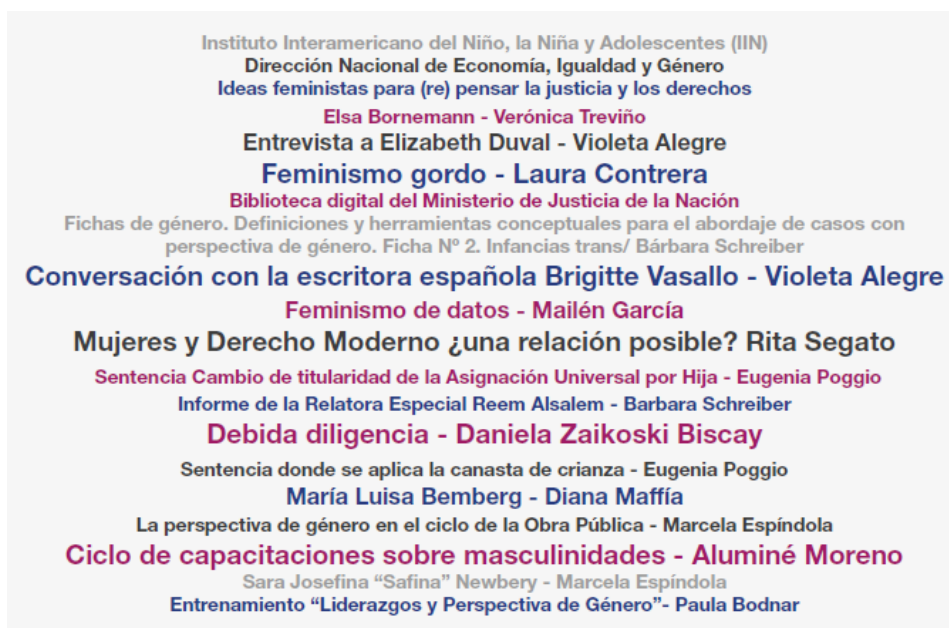 Instituto Interamericano del Niño, la Niña y Adolescentes (IIN)
Dirección Nacional de Economía, Igualdad y Género
Ideas feministas para (re) pensar la justicia y los derechos
Elsa Bornemann - Verónica Treviño
Entrevista a Elizabeth Duval - Violeta Alegre
Feminismo gordo - Laura Contrera
Biblioteca digital del Ministerio de Justicia de la Nación
Fichas de género. Definiciones y herramientas conceptuales para el abordaje de casos con
perspectiva de género. Ficha Nº 2. Infancias trans/ Bárbara Schreiber
Conversación con la escritora española Brigitte Vasallo - Violeta Alegre
Feminismo de datos - Mailén García
Mujeres y Derecho Moderno ¿una relación posible? Rita Segato
Sentencia Cambio de titularidad de la Asignación Universal por Hija - Eugenia Poggio
Informe de la Relatora Especial Reem Alsalem - Barbara Schreiber
Debida diligencia - Daniela Zaikoski Biscay
Sentencia donde se aplica la canasta de crianza - Eugenia Poggio
María Luisa Bemberg - Diana Maffía
La perspectiva de género en el ciclo de la Obra Pública - Marcela Espíndola
Ciclo de capacitaciones sobre masculinidades - Aluminé Moreno
Sara Josefina “Safina” Newbery - Marcela Espíndola
Entrenamiento “Liderazgos y Perspectiva de Género”- Paula Bodnar